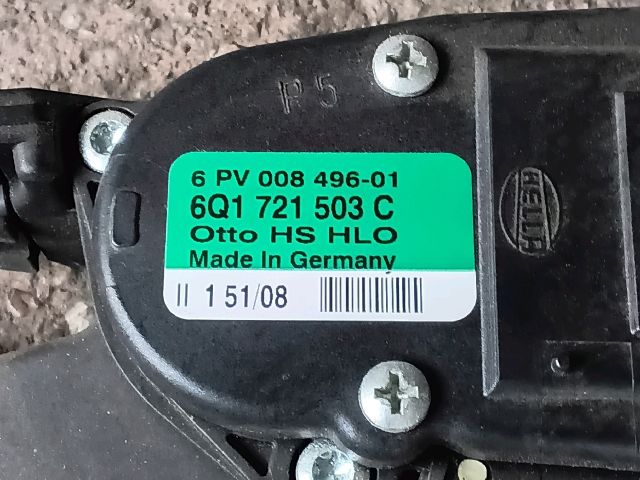 P5
6 PV 008 496-01
6Q1 721 503 C
Otto HS HLO
Made In Germany
II 1 51/08
HELLA